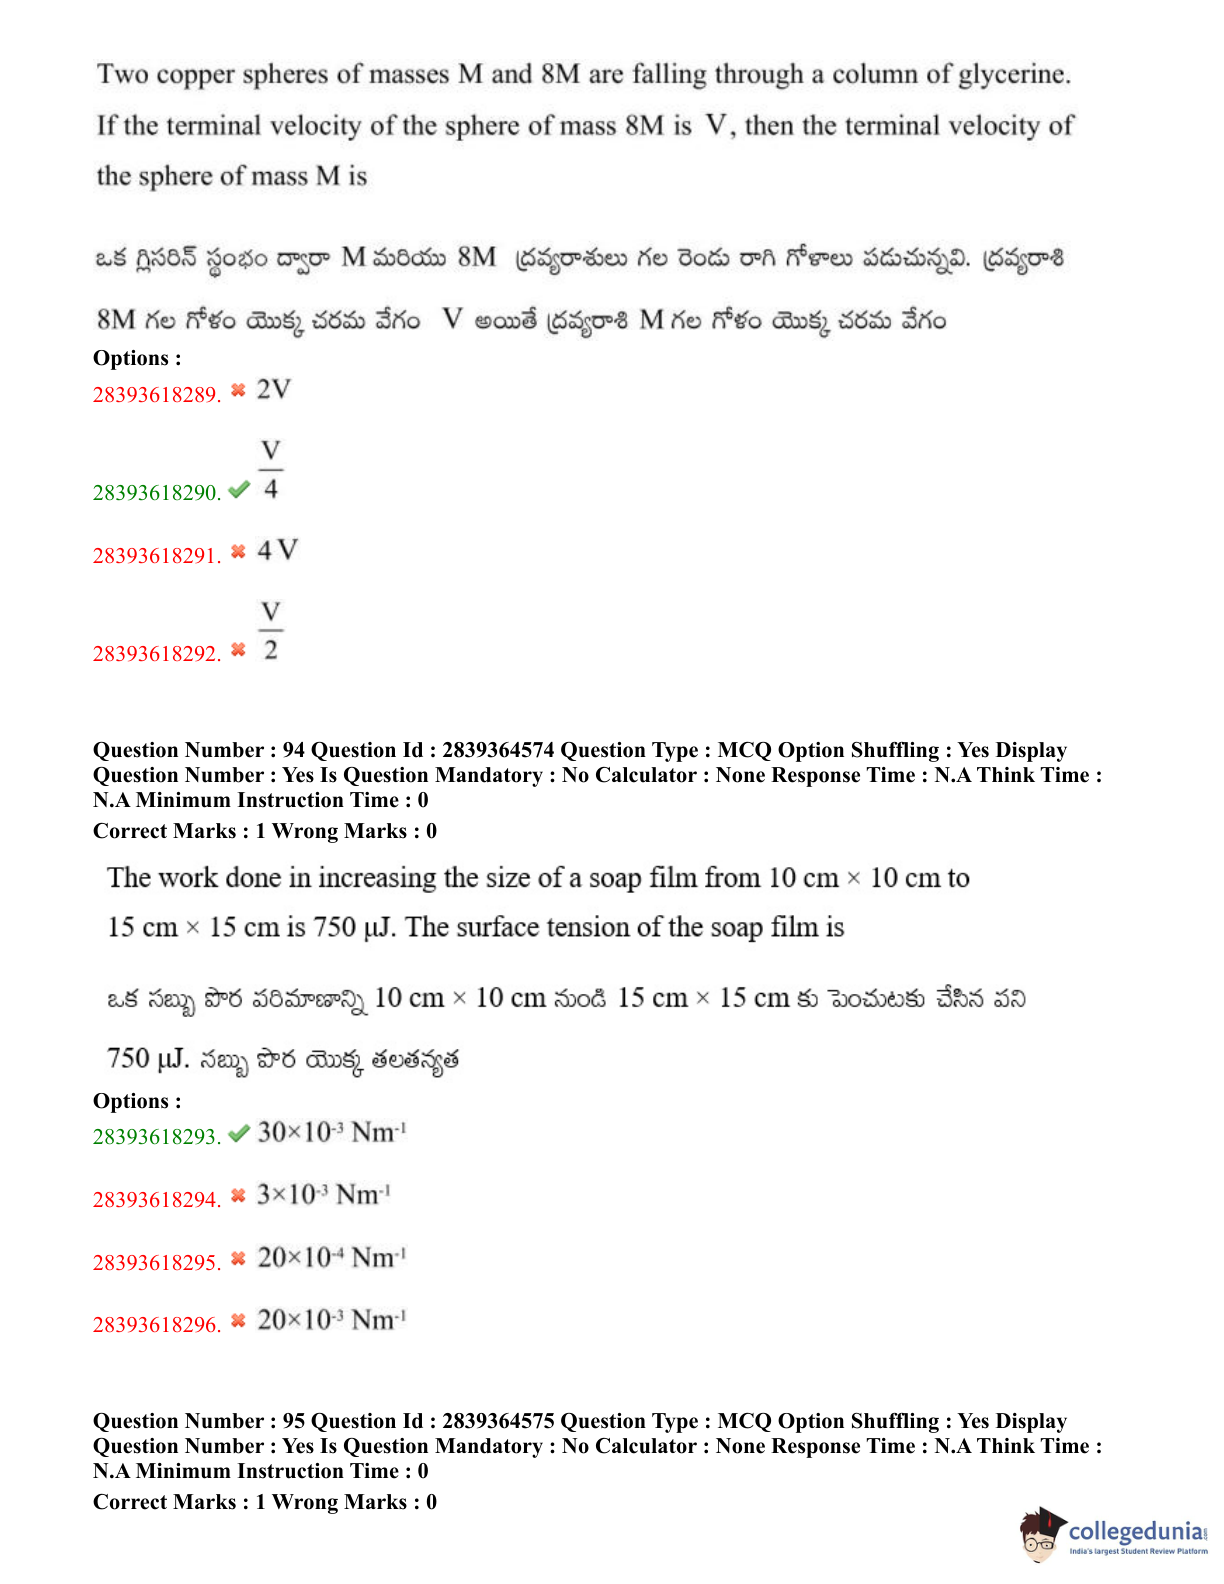 Two copper spheres of masses M and 8M are falling through a column of glycerine.
If the terminal velocity of the sphere of mass 8M is V, then the terminal velocity of
the sphere of mass M is
ఒక గ్లిసరిన్ స్థంభం ద్వారా M మరియు 8M ద్రవ్యరాశులు గల రెండు రాగి గోళాలు పడుచున్నవి. ద్రవ్యరాశి
8M గల గోళం యొక్క చరమ వేగం V అయితే ద్రవ్యరాశి M గల గోళం యొక్క చరమ వేగం
Options :
28393618289. ✖ 2V
28393618290. ✔ V/4
28393618291. ✖ 4V
28393618292. ✖ V/2
Question Number : 94 Question Id : 2839364574 Question Type : MCQ Option Shuffling : Yes Display
Question Number : Yes Is Question Mandatory : No Calculator : None Response Time : N.A Think Time :
N.A Minimum Instruction Time : 0
Correct Marks : 1 Wrong Marks : 0
The work done in increasing the size of a soap film from 10 cm × 10 cm to
15 cm × 15 cm is 750 μJ. The surface tension of the soap film is
ఒక సబ్బు పొర పరిమాణాన్ని 10 cm × 10 cm నుండి 15 cm × 15 cm కు పెంచుటకు చేసిన పని
750 μJ. సబ్బు పొర యొక్క తలతన్యత
Options :
28393618293. ✔ 30×10⁻³ Nm⁻¹
28393618294. ✖ 3×10⁻³ Nm⁻¹
28393618295. ✖ 20×10⁻⁴ Nm⁻¹
28393618296. ✖ 20×10⁻³ Nm⁻¹
Question Number : 95 Question Id : 2839364575 Question Type : MCQ Option Shuffling : Yes Display
Question Number : Yes Is Question Mandatory : No Calculator : None Response Time : N.A Think Time :
N.A Minimum Instruction Time : 0
Correct Marks : 1 Wrong Marks : 0
collegedunia.com
India's largest Student Review Platform